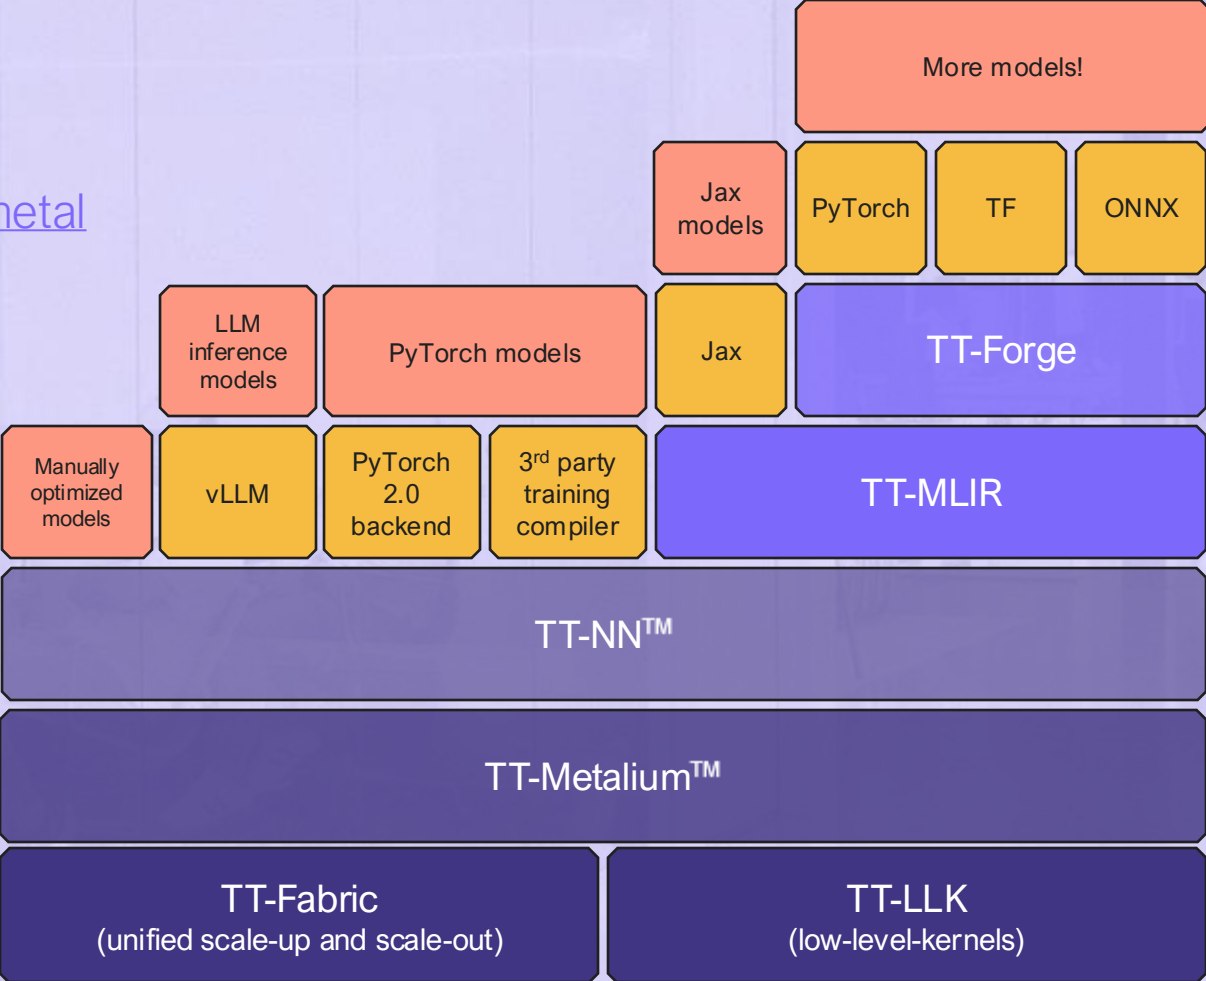 More models!
Jax
models
PyTorch
TF
ONNX
netal
LLM
inference
models
PyTorch models
Jax
TT-Forge
Manually
optimized
models
vLLM
PyTorch
2.0
backend
3rd party
training
compiler
TT-MLIR
TT-NN™
TT-Metalium™
TT-Fabric
(unified scale-up and scale-out)
TT-LLK
(low-level-kernels)